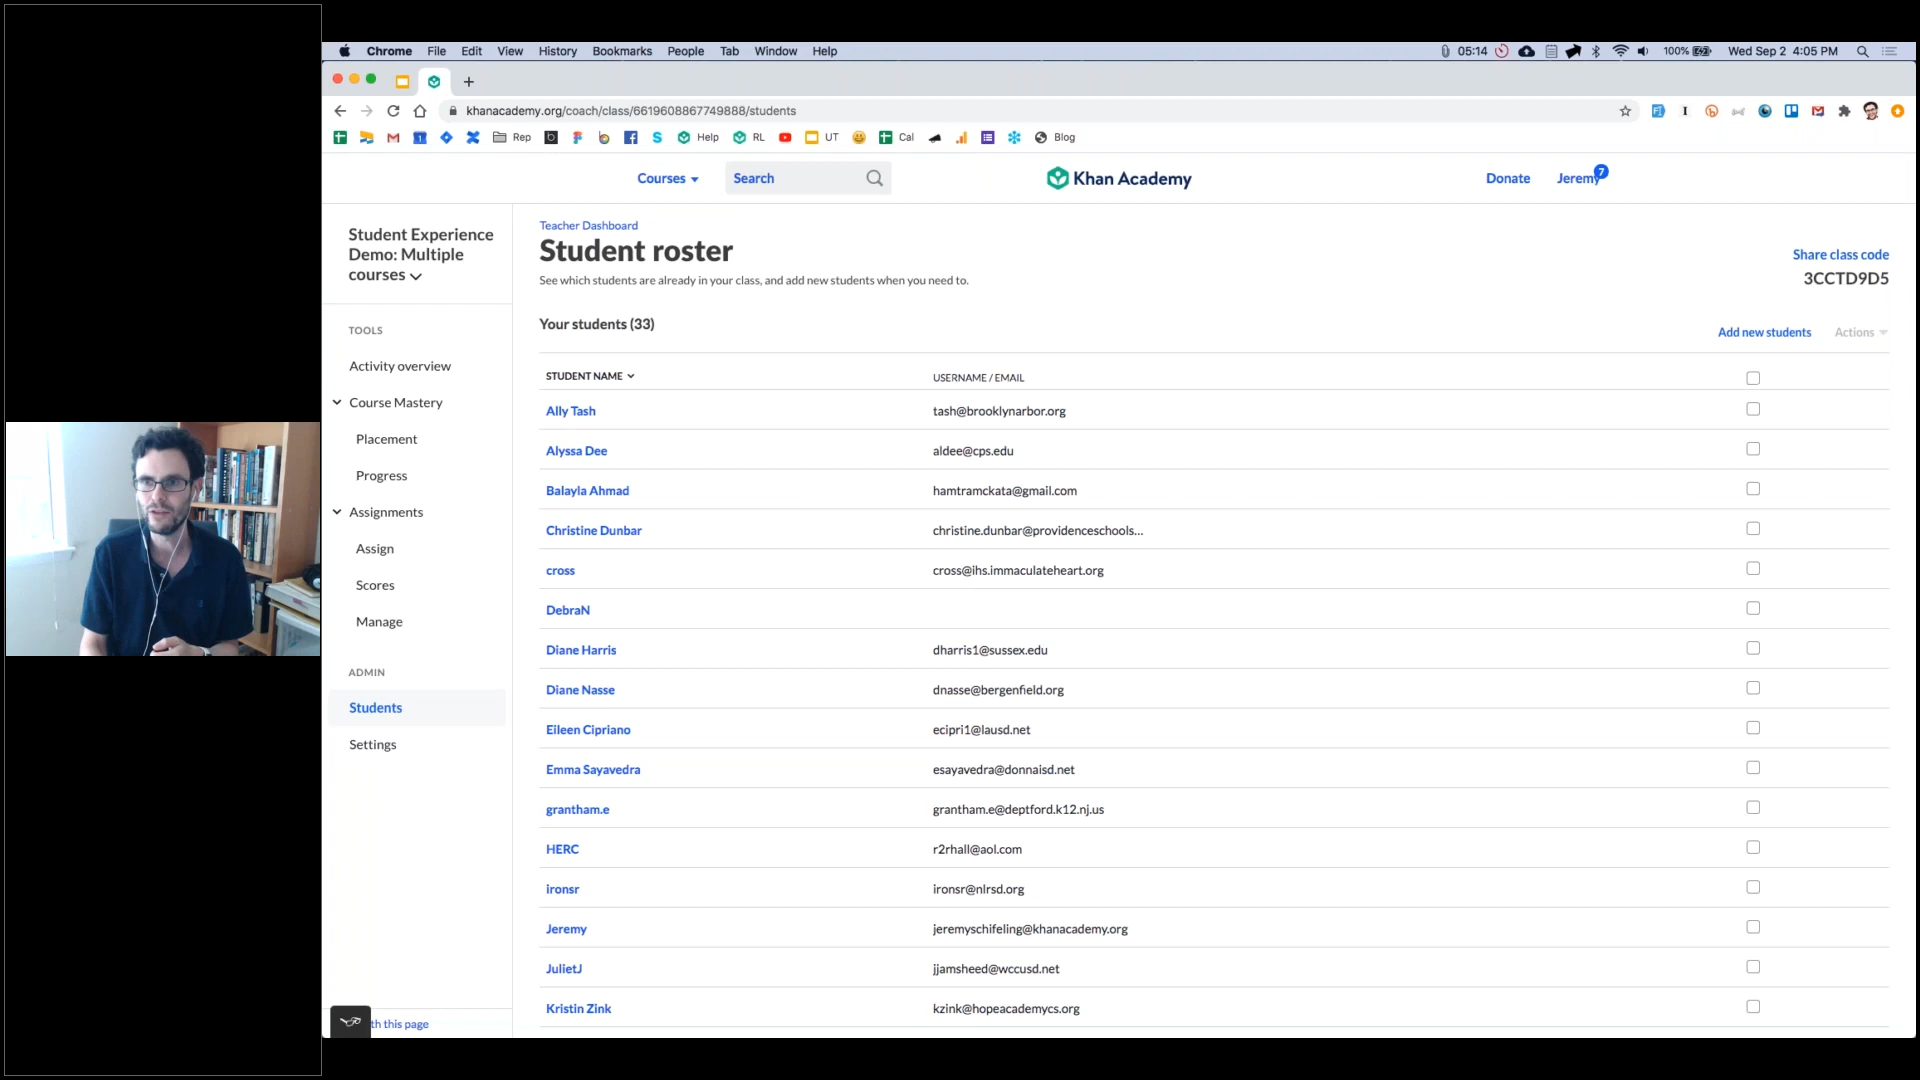 Chrome File Edit View History Bookmarks People Tab Window Help
05:14 100% Wed Sep 2 4:05 PM
khanacademy.org/coach/class/6619608867749888/students
Rep Help RL UT Cal Blog
Courses Search Khan Academy Donate Jeremy 7
Student Experience
Demo: Multiple
courses
TOOLS
Activity overview
Course Mastery
Placement
Progress
Assignments
Assign
Scores
Manage
ADMIN
Students
Settings
th this page
Teacher Dashboard
Student roster
See which students are already in your class, and add new students when you need to.
Share class code
3CCTD9D5
Your students (33)
Add new students Actions
STUDENT NAME USERNAME / EMAIL
Ally Tash tash@brooklynarbor.org
Alyssa Dee aldee@cps.edu
Balayla Ahmad hamtramckata@gmail.com
Christine Dunbar christine.dunbar@providenceschools...
cross cross@ihs.immaculateheart.org
DebraN
Diane Harris dharris1@sussex.edu
Diane Nasse dnasse@bergenfield.org
Eileen Cipriano ecipri1@lausd.net
Emma Sayavedra esayavedra@donnaisd.net
grantham.e grantham.e@deptford.k12.nj.us
HERC r2rhall@aol.com
ironsr ironsr@nlrsd.org
Jeremy jeremyschifeling@khanacademy.org
JulietJ jjamsheed@wccusd.net
Kristin Zink kzink@hopeacademycs.org